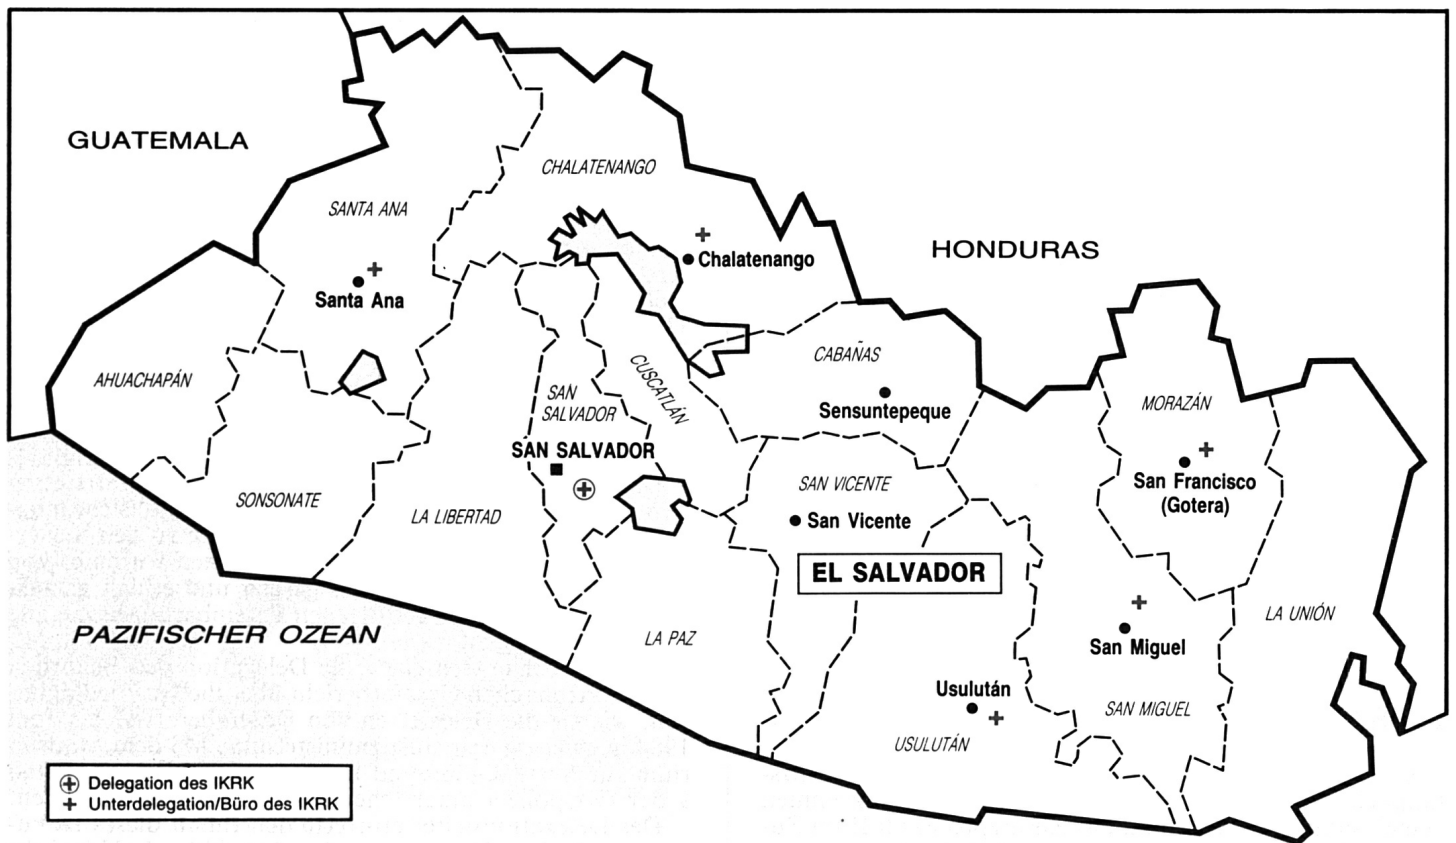 GUATEMALA
CHALATENANGO
SANTA ANA
HONDURAS
Chalatenango
Santa Ana
CABAÑAS
AHUACHAPÁN
CUSCATLÁN
SAN
SALVADOR
MORAZÁN
Sensuntepeque
SAN SALVADOR
SONSONATE
LA LIBERTAD
SAN VICENTE
San Francisco
(Gotera)
San Vicente
EL SALVADOR
PAZIFISCHER OZEAN
LA PAZ
LA UNIÓN
San Miguel
Usulután
SAN MIGUEL
USULUTÁN
Delegation des IKRK
Unterdelegation/Büro des IKRK